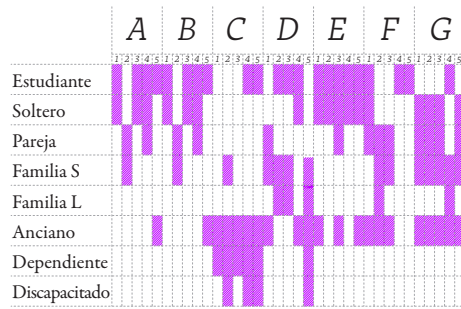 A B C D E F G
1 2 3 4 5 1 2 3 4 5 1 2 3 4 5 1 2 3 4 5 1 2 3 4 5 1 2 3 4 5 1 2 3 4 5
Estudiante
Soltero
Pareja
Familia S
Familia L
Anciano
Dependiente
Discapacitado